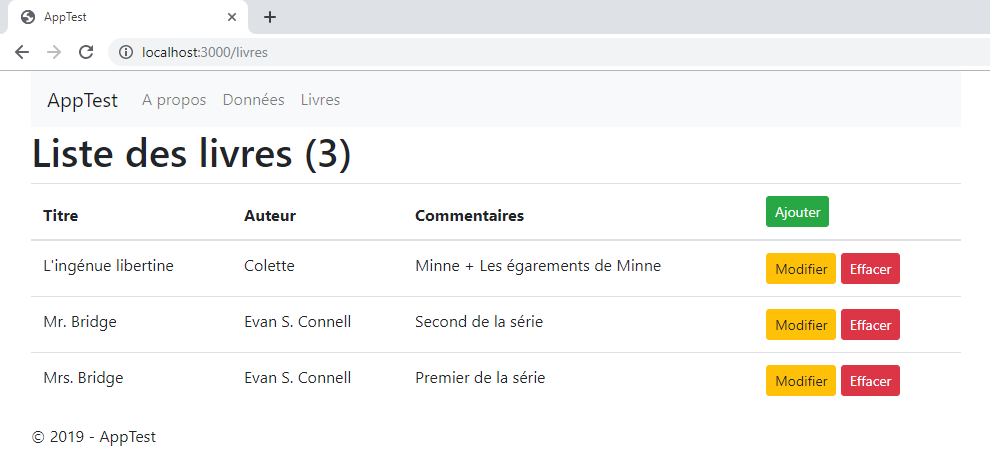 AppTest
localhost:3000/livres
AppTest A propos Données Livres
Liste des livres (3)
Titre Auteur Commentaires Ajouter
L'ingénue libertine Colette Minne + Les égarements de Minne Modifier Effacer
Mr. Bridge Evan S. Connell Second de la série Modifier Effacer
Mrs. Bridge Evan S. Connell Premier de la série Modifier Effacer
© 2019 - AppTest